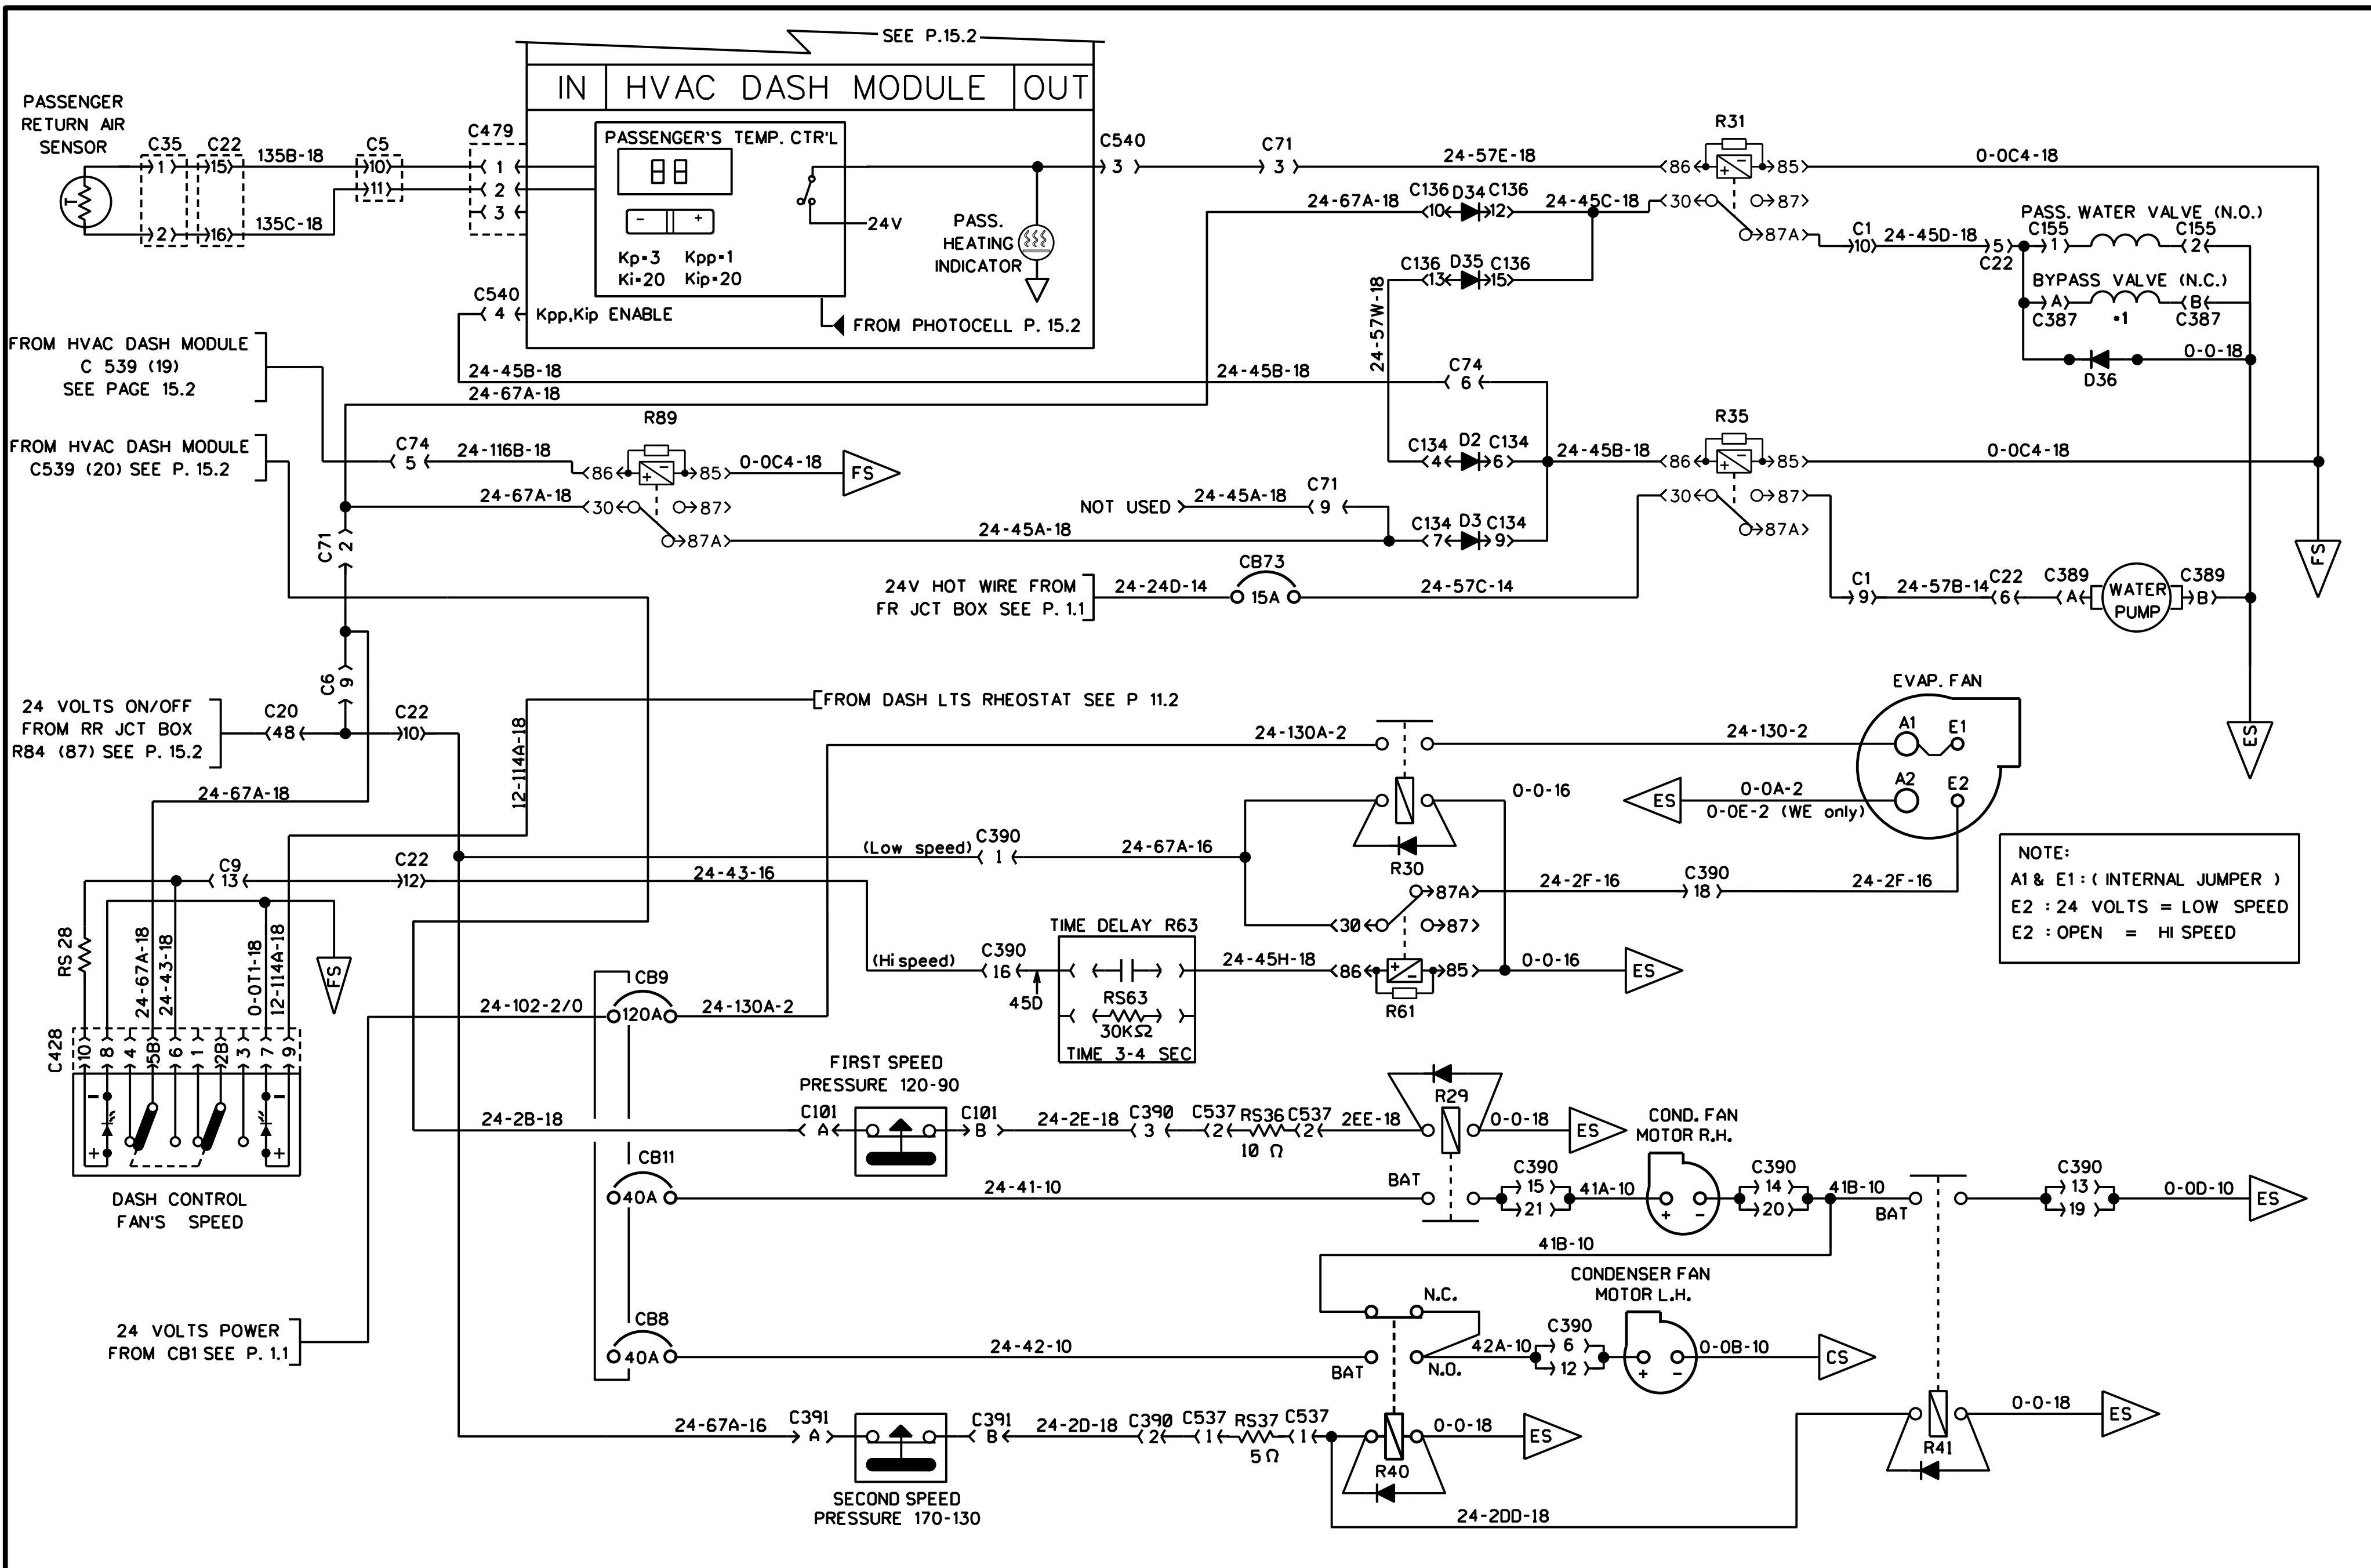 SEE P.15.2
IN HVAC DASH MODULE OUT
PASSENGER
RETURN AIR
SENSOR
T
C35
C22
C5
C479
1 15 135B-18 10 1
11 2
3
2 16 135C-18
PASSENGER'S TEMP. CTR'L
88
- +
Kp=3 Kpp=1
Ki=20 Kip=20
24V
PASS.
HEATING
INDICATOR
C540
3
C71
3
24-57E-18
R31
86 + - 85
0-0C4-18
30 87
87A
C540
4 Kpp,Kip ENABLE
FROM PHOTOCELL P. 15.2
24-67A-18
C136 D34 C136
10 12
24-45C-18
C136 D35 C136
13 15
24-57W-18
C1
10
24-45D-18
5
C22
PASS. WATER VALVE (N.O.)
C155 C155
1 2
BYPASS VALVE (N.C.)
A B
C387 *1 C387
0-0-18
D36
FROM HVAC DASH MODULE
C 539 (19)
SEE PAGE 15.2
24-45B-18
24-45B-18
C74
6
24-67A-18
FROM HVAC DASH MODULE
C539 (20) SEE P. 15.2
C74
5
24-116B-18
R89
86 + - 85
0-0C4-18
FS
24-67A-18
30 87
87A
24-45A-18
NOT USED
24-45A-18
C71
9
C134 D2 C134
4 6
24-45B-18
C134 D3 C134
7 9
R35
86 + - 85
0-0C4-18
30 87
87A
FS
C71
2
24V HOT WIRE FROM
FR JCT BOX SEE P. 1.1
24-24D-14
CB73
15A
24-57C-14
C1
9
24-57B-14
C22
6
C389
A
WATER
PUMP
C389
B
ES
C6
9
24 VOLTS ON/OFF
FROM RR JCT BOX
R84 (87) SEE P. 15.2
C20
48
C22
10
FROM DASH LTS RHEOSTAT SEE P 11.2
12-114A-18
24-67A-18
24-130A-2
24-130-2
EVAP. FAN
A1 E1
A2 E2
ES
0-0A-2
0-0E-2 (WE only)
0-0-16
R30
(Low speed)
C390
1
24-67A-16
C9
13
C22
12
24-43-16
87A
24-2F-16
C390
18
24-2F-16
30 87
NOTE:
A1 & E1 : ( INTERNAL JUMPER )
E2 : 24 VOLTS = LOW SPEED
E2 : OPEN = HI SPEED
(Hi speed)
C390
16
45D
TIME DELAY R63
RS63
30KΩ
TIME 3-4 SEC
24-45H-18
86 + - 85
R61
0-0-16
ES
RS 28
24-67A-18
24-43-18
0-0T1-18
12-114A-18
FS
C428
10 8 4 5B 6 1 2B 3 7 9
- -
+ +
DASH CONTROL
FAN'S SPEED
24-102-2/0
CB9
120A
24-130A-2
FIRST SPEED
PRESSURE 120-90
24-2B-18
C101
A
C101
B
24-2E-18
C390
3
C537
2
RS36
10 Ω
C537
2
2EE-18
R29
0-0-18
ES
CB11
40A
24-41-10
BAT
C390
15
21
41A-10
COND. FAN
MOTOR R.H.
+ -
C390
14
20
41B-10
BAT
C390
13
19
0-0D-10
ES
41B-10
24 VOLTS POWER
FROM CB1 SEE P. 1.1
CB8
40A
24-42-10
BAT
N.C.
N.O.
42A-10
C390
6
12
CONDENSER FAN
MOTOR L.H.
+ -
0-0B-10
CS
24-67A-16
C391
A
C391
B
SECOND SPEED
PRESSURE 170-130
24-2D-18
C390
2
C537
1
RS37
5 Ω
C537
1
R40
0-0-18
ES
24-2DD-18
R41
0-0-18
ES